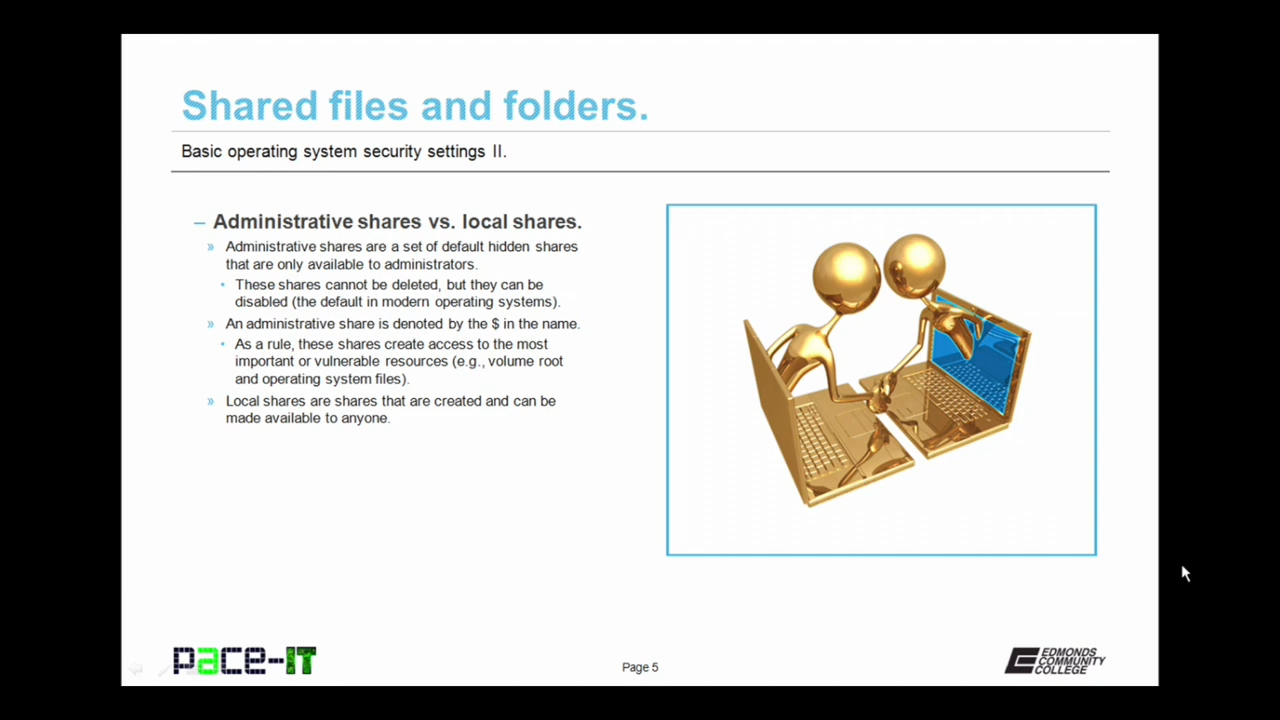 Shared files and folders.
Basic operating system security settings II.
– Administrative shares vs. local shares.
» Administrative shares are a set of default hidden shares
that are only available to administrators.
• These shares cannot be deleted, but they can be
disabled (the default in modern operating systems).
» An administrative share is denoted by the $ in the name.
• As a rule, these shares create access to the most
important or vulnerable resources (e.g., volume root
and operating system files).
» Local shares are shares that are created and can be
made available to anyone.
pace-IT
Page 5
EDMONDS
COMMUNITY
COLLEGE